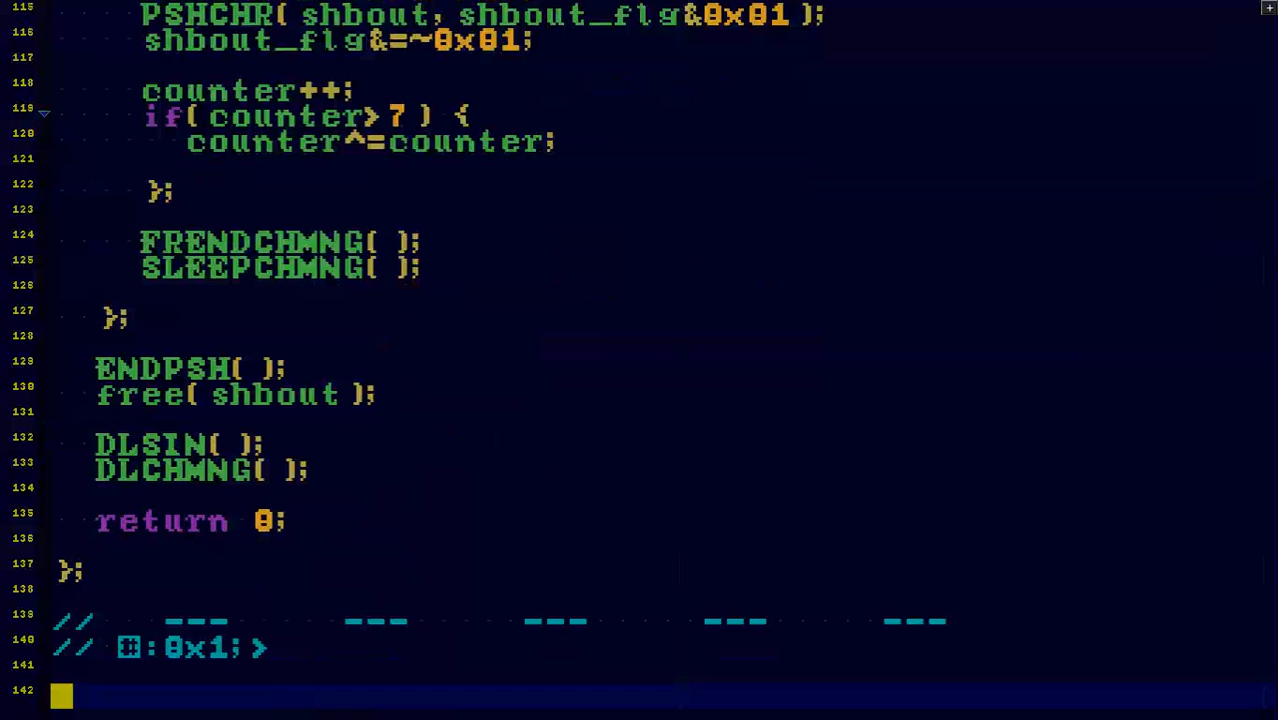 115 PSHCHR( shbout, shbout_flg&0x01 );
116 shbout_flg&=~0x01;
117
118 counter++;
119 if( counter> 7 ) {
120 counter^=counter;
121
122 };
123
124 FRENDCHMNG( );
125 SLEEPCHMNG( );
126
127 };
128
129 ENDPSH( );
130 free( shbout );
131
132 DLSIN( );
133 DLCHMNG( );
134
135 return 0;
136
137 };
138
139 // --- --- --- --- ---
140 // :0x1; >
141
142